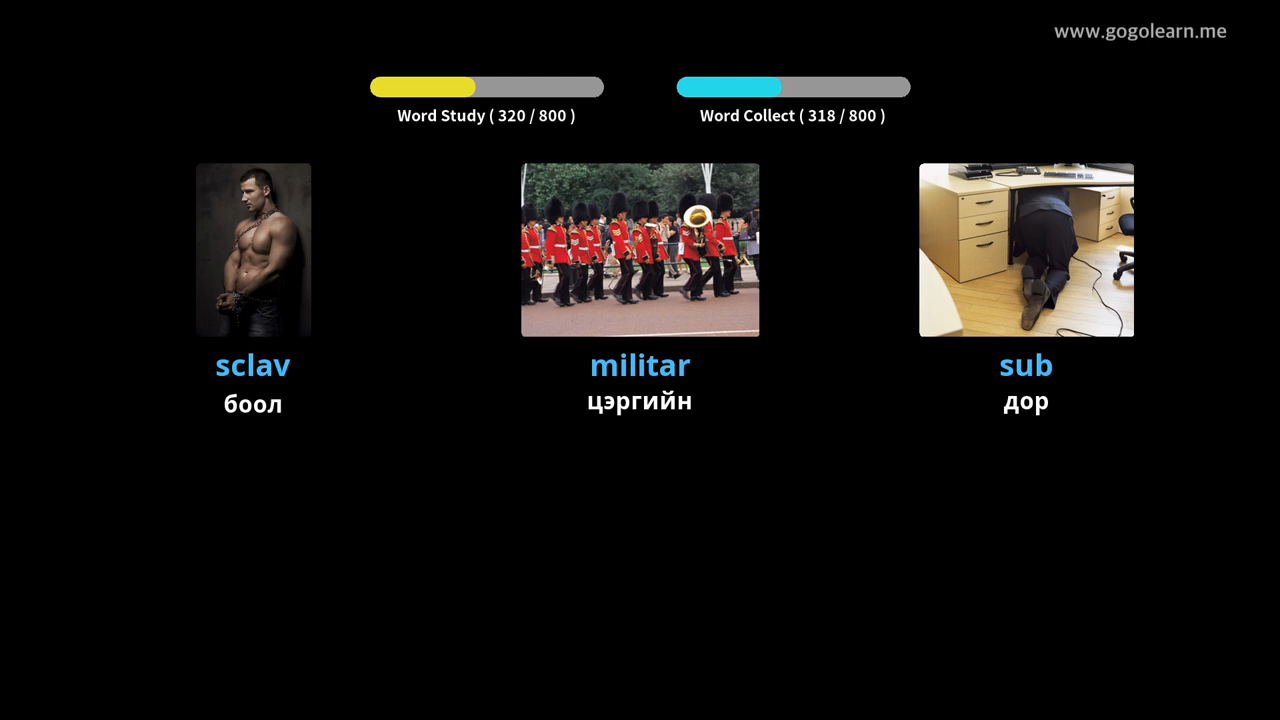 www.gogolearn.me
Word Study ( 320 / 800 )
Word Collect ( 318 / 800 )
sclav
боол
militar
цэргийн
sub
дор